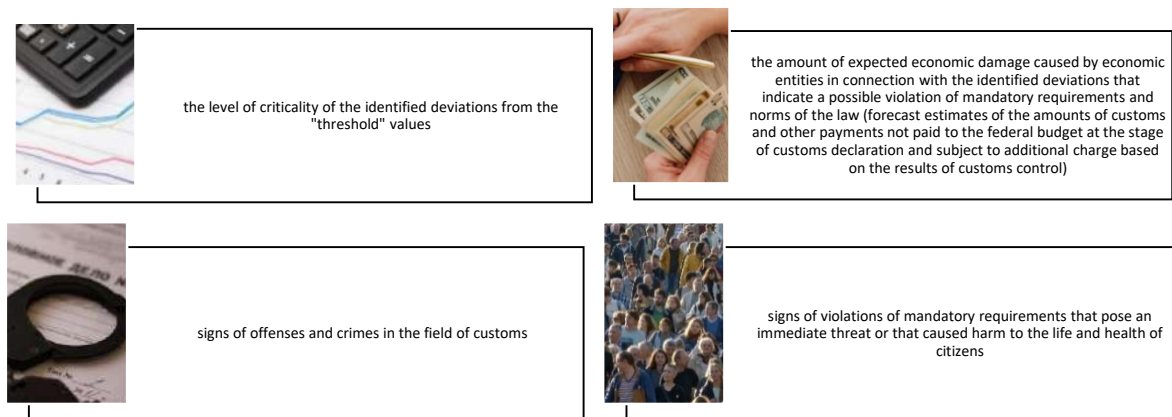 the level of criticality of the identified deviations from the
"threshold" values
the amount of expected economic damage caused by economic
entities in connection with the identified deviations that
indicate a possible violation of mandatory requirements and
norms of the law (forecast estimates of the amounts of customs
and other payments not paid to the federal budget at the stage
of customs declaration and subject to additional charge based
on the results of customs control)
signs of offenses and crimes in the field of customs
signs of violations of mandatory requirements that pose an
immediate threat or that caused harm to the life and health of
citizens